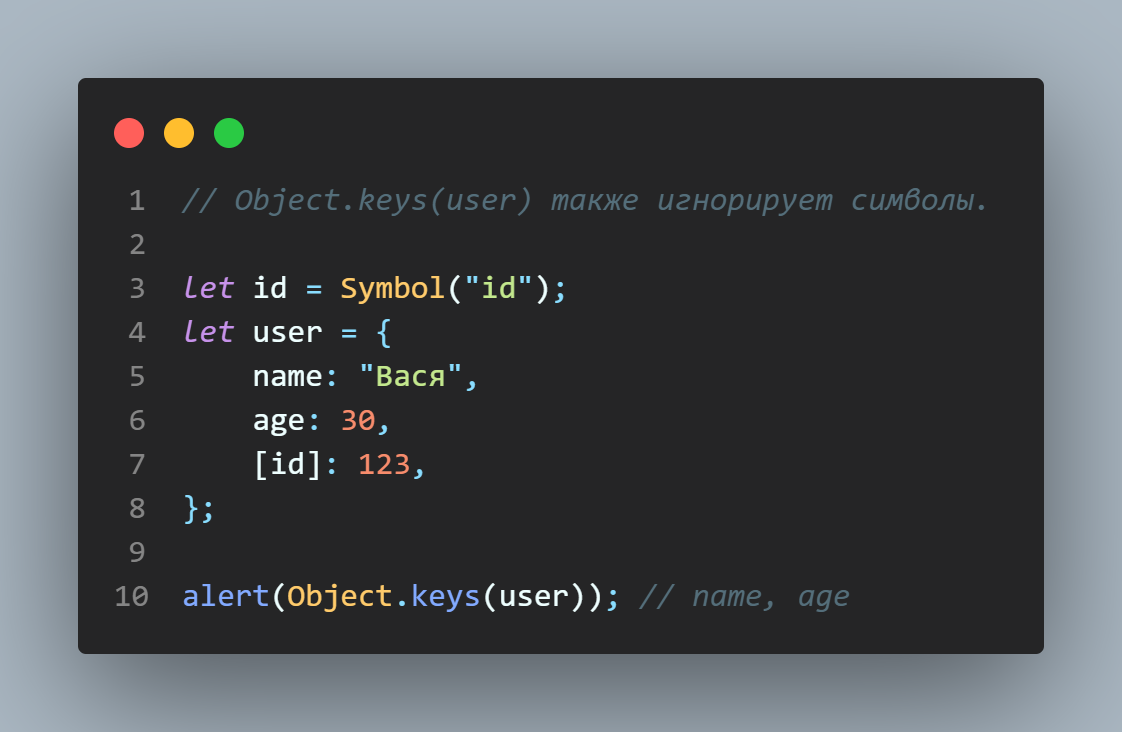 1 // Object.keys(user) также игнорирует символы.
2
3 let id = Symbol("id");
4 let user = {
5     name: "Вася",
6     age: 30,
7     [id]: 123,
8 };
9
10 alert(Object.keys(user)); // name, age